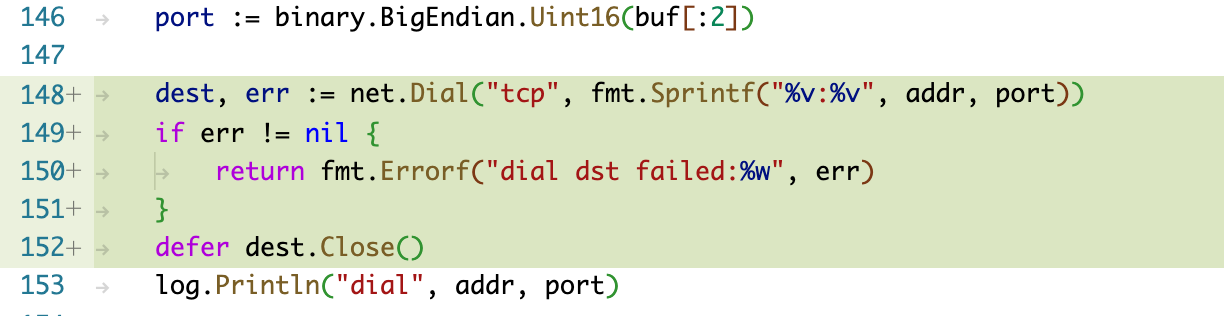 146 → port := binary.BigEndian.Uint16(buf[:2])
147
148+ → dest, err := net.Dial("tcp", fmt.Sprintf("%v:%v", addr, port))
149+ → if err != nil {
150+ → → return fmt.Errorf("dial dst failed:%w", err)
151+ → }
152+ → defer dest.Close()
153 → log.Println("dial", addr, port)